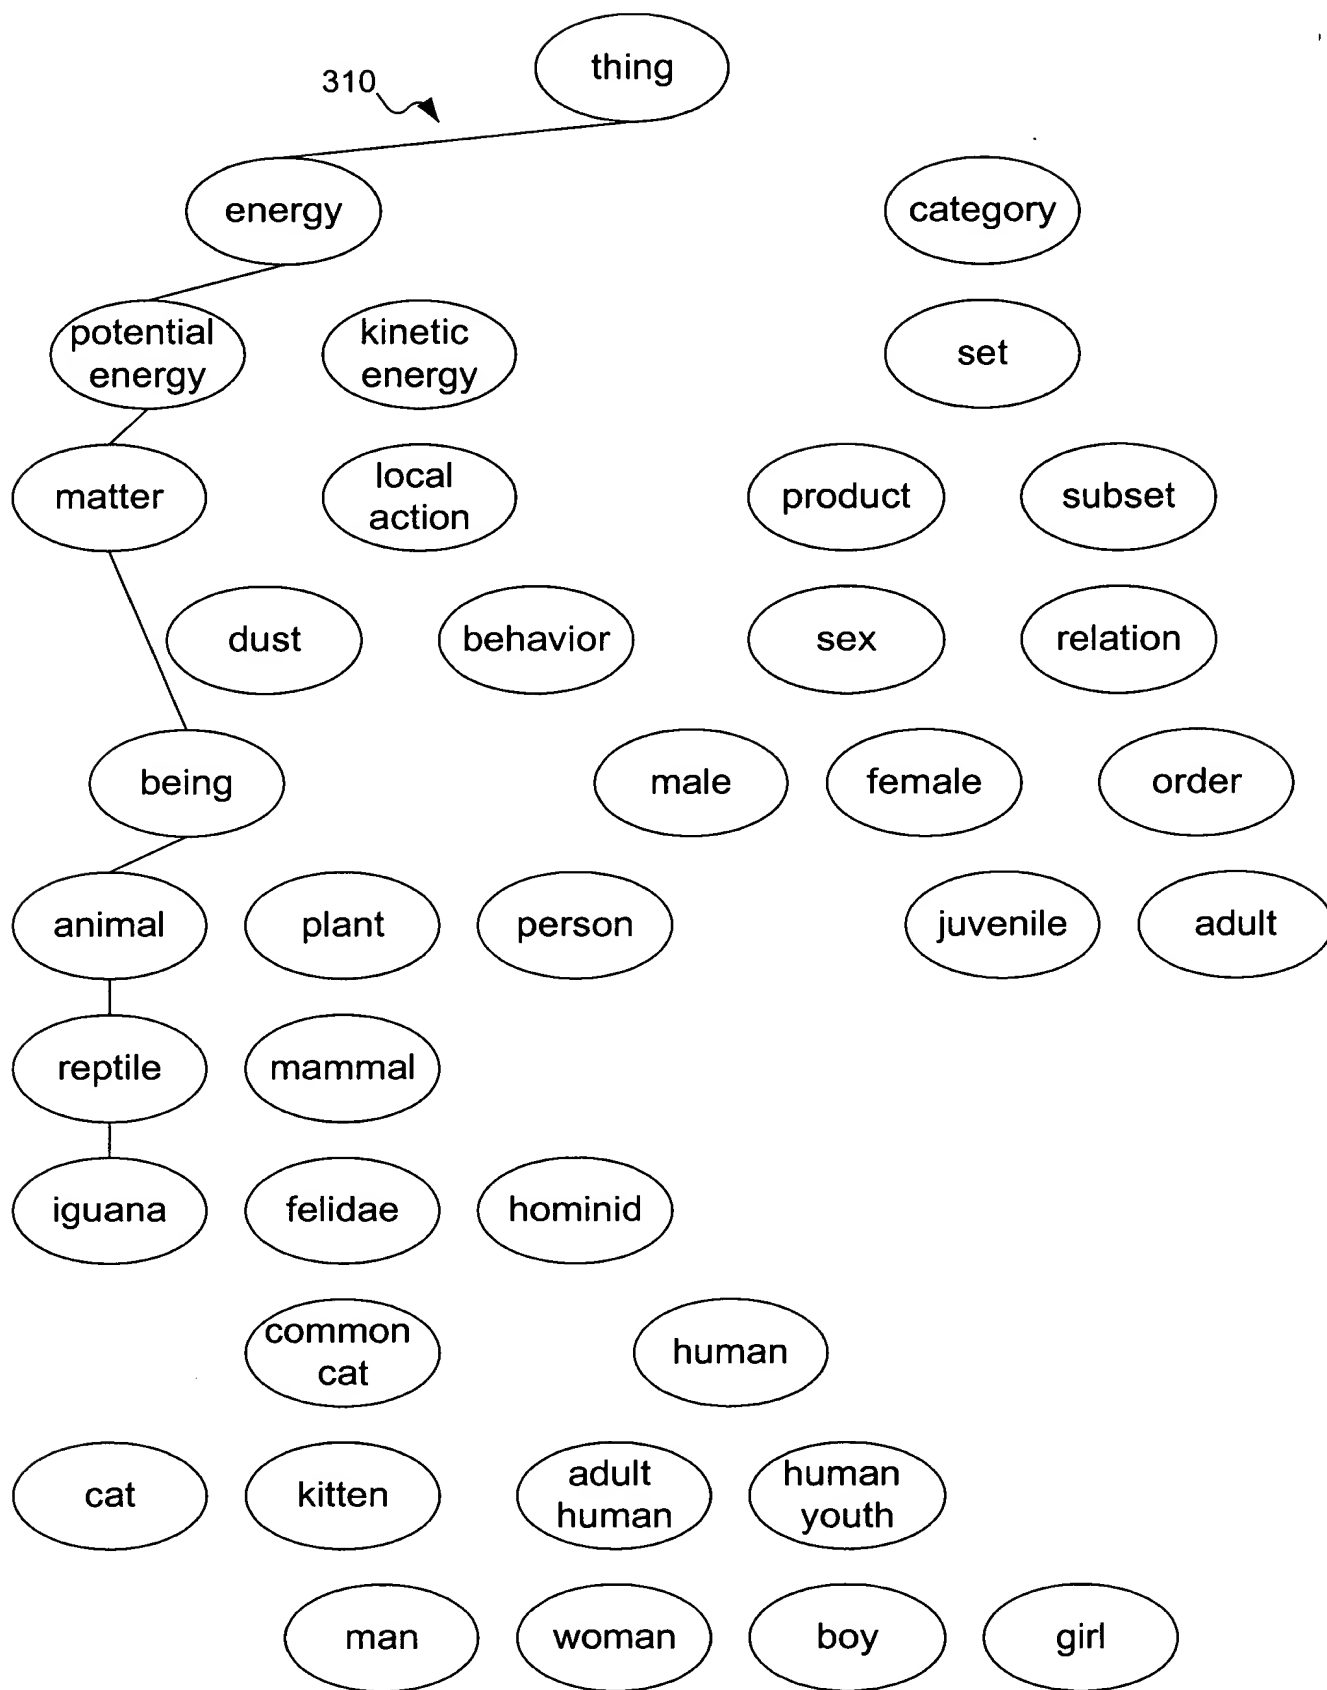 thing
310
energy
category
potential
energy
kinetic
energy
set
matter
local
action
product
subset
dust
behavior
sex
relation
being
male
female
order
animal
plant
person
juvenile
adult
reptile
mammal
iguana
felidae
hominid
common
cat
human
cat
kitten
adult
human
human
youth
man
woman
boy
girl